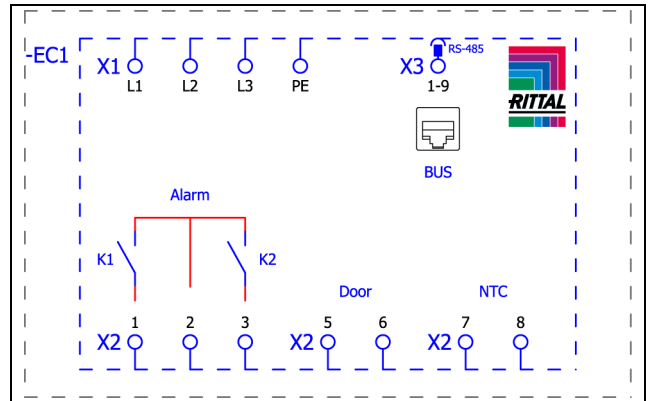 -EC1
X1
L1
L2
L3
PE
X3
RS-485
1-9
RITTAL
BUS
Alarm
K1
K2
Door
NTC
X2
1
2
3
X2
5
6
X2
7
8